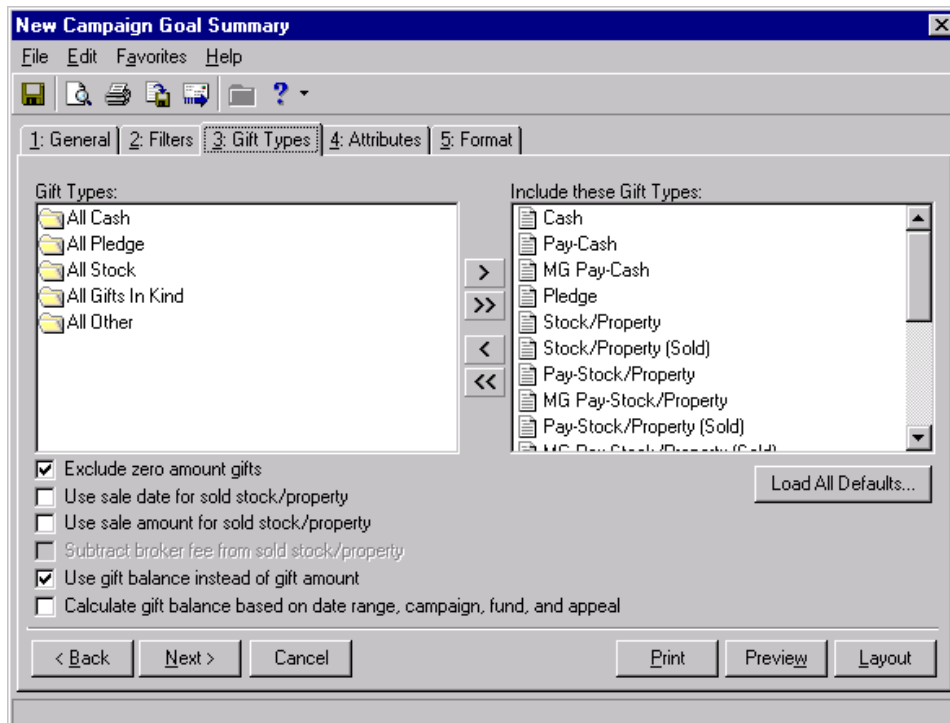 New Campaign Goal Summary
File Edit Favorites Help
1: General 2: Filters 3: Gift Types 4: Attributes 5: Format
Gift Types:
All Cash
All Pledge
All Stock
All Gifts In Kind
All Other
Include these Gift Types:
Cash
Pay-Cash
MG Pay-Cash
Pledge
Stock/Property
Stock/Property (Sold)
Pay-Stock/Property
MG Pay-Stock/Property
Pay-Stock/Property (Sold)
MG Pay-Stock/Property (Sold)
> 
>>
<
<<
Exclude zero amount gifts
Use sale date for sold stock/property
Use sale amount for sold stock/property
Subtract broker fee from sold stock/property
Use gift balance instead of gift amount
Calculate gift balance based on date range, campaign, fund, and appeal
Load All Defaults...
< Back Next > Cancel Print Preview Layout